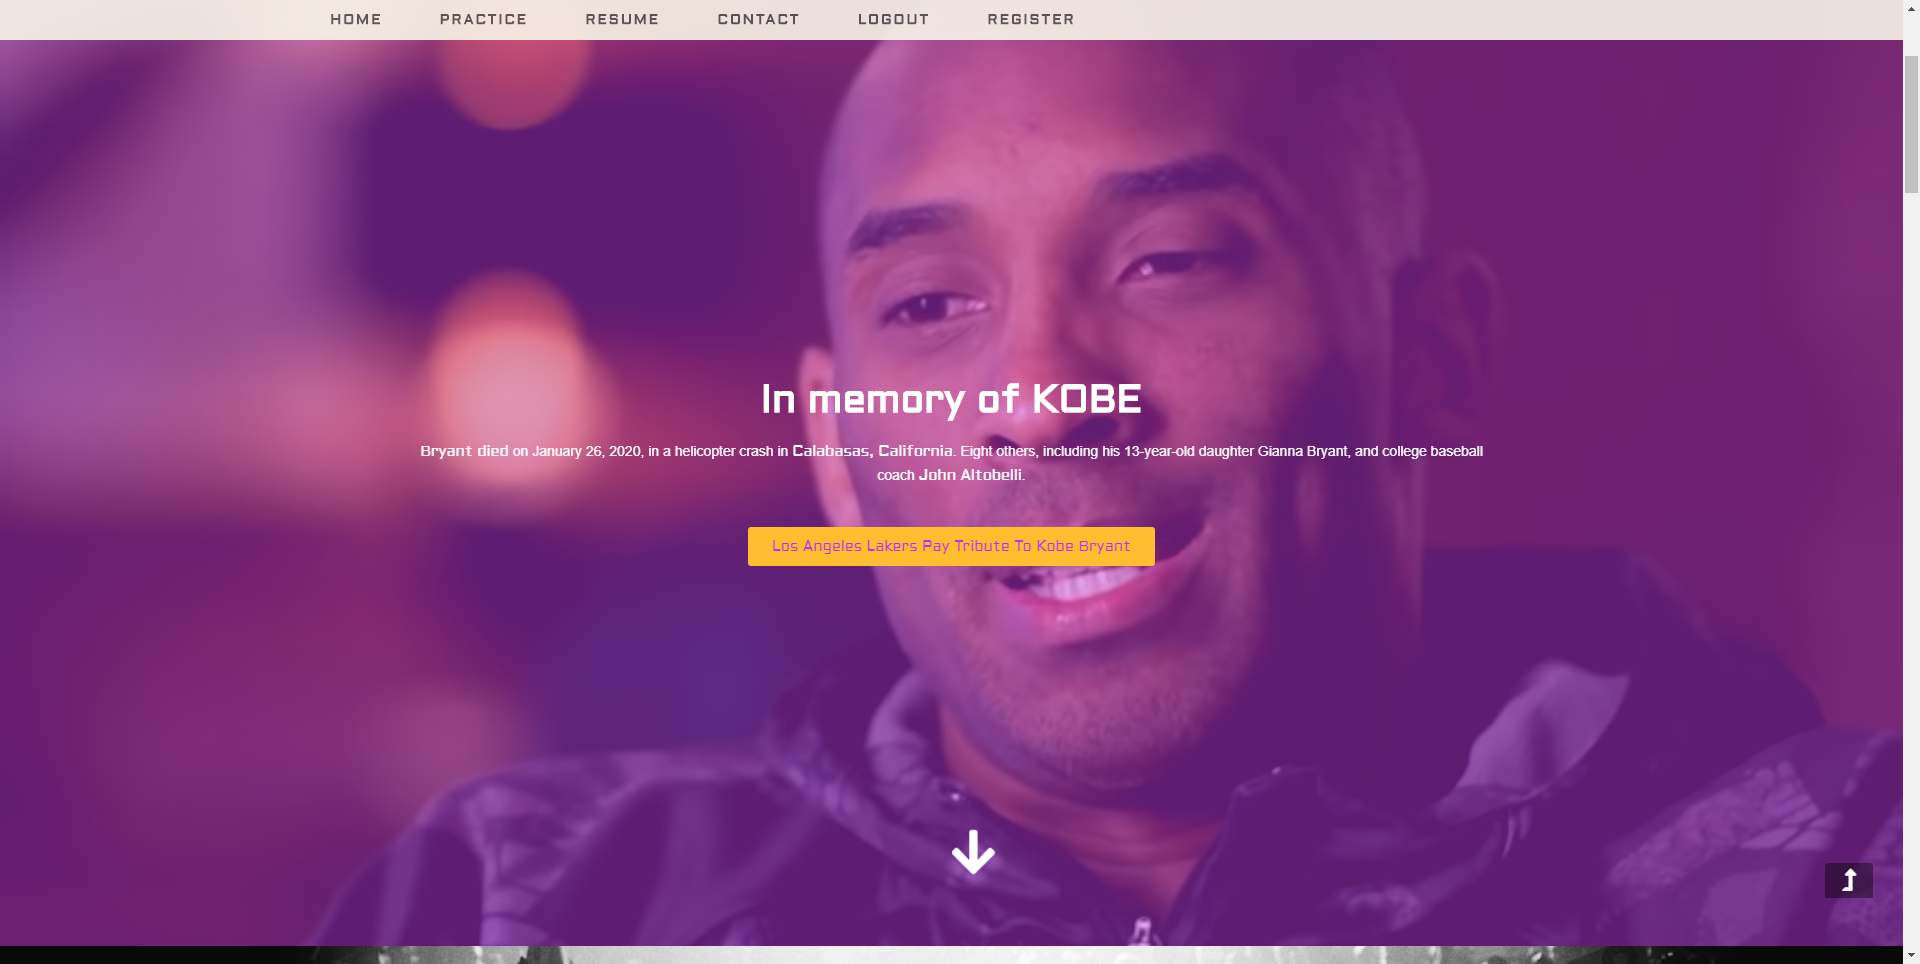 HOME PRACTICE RESUME CONTACT LOGOUT REGISTER
In memory of KOBE
Bryant died on January 26, 2020, in a helicopter crash in Calabasas, California. Eight others, including his 13-year-old daughter Gianna Bryant, and college baseball
coach John Altobelli.
Los Angeles Lakers Pay Tribute To Kobe Bryant